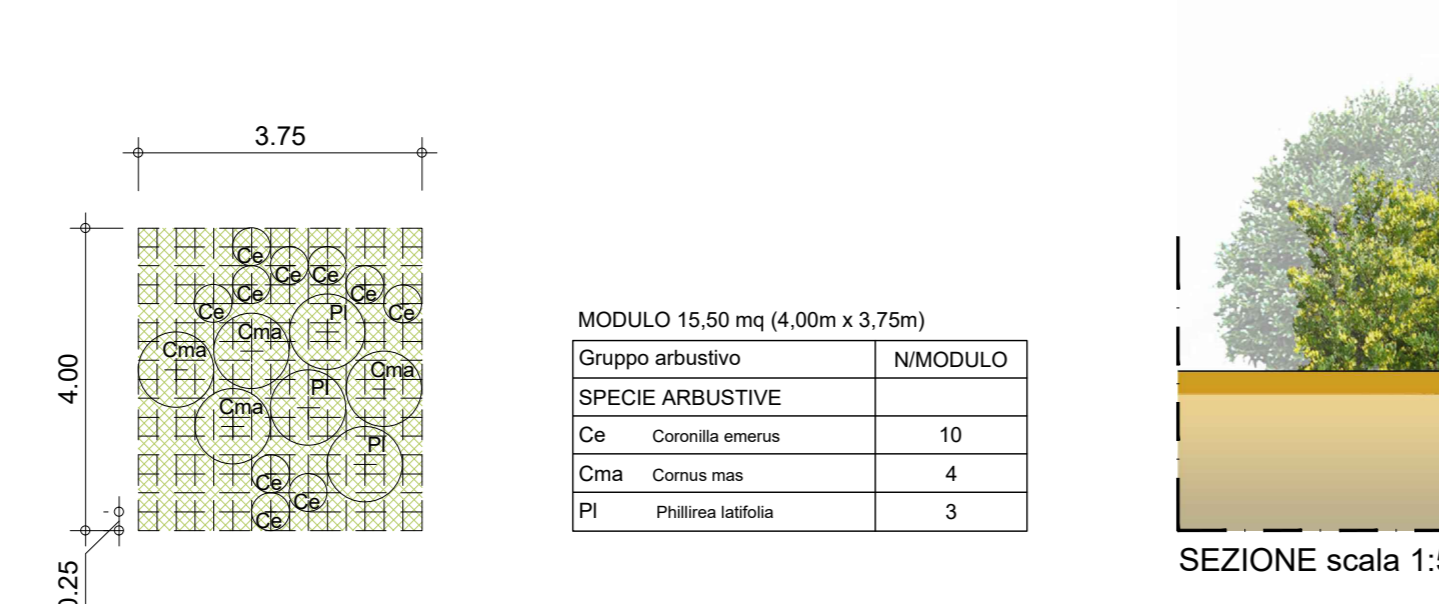 3.75
4.00
0.25
Ce
Ce
Ce
Ce
Ce
Ce
Ce
Pl
Cma
Cma
Cma
Pl
Cma
Pl
Ce
Ce
Ce
MODULO 15,50 mq (4,00m x 3,75m)
Gruppo arbustivo N/MODULO
SPECIE ARBUSTIVE
Ce Coronilla emerus 10
Cma Cornus mas 4
Pl Phillirea latifolia 3
SEZIONE scala 1: